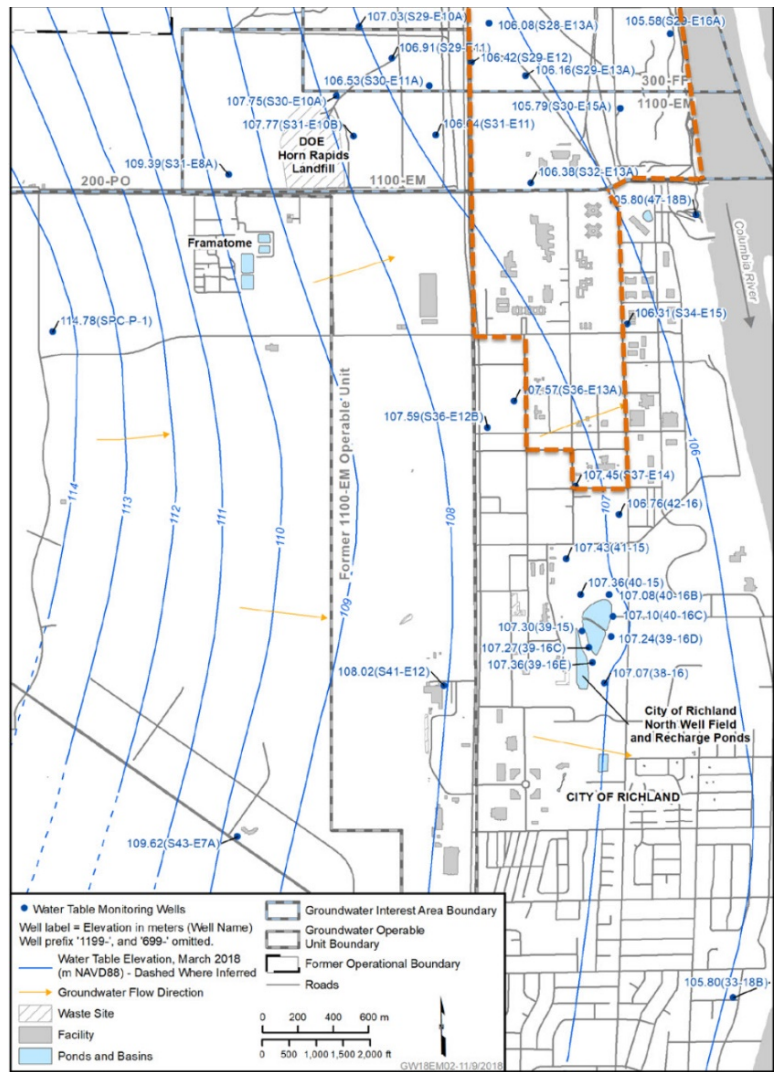 107.03(S29-E10A)
106.08(S28-E13A)
105.58(S29-E16A)
106.91(S29-E11)
106.42(S29-E12)
106.53(S30-E11A)
106.16(S29-E13A)
300-FF
1100-EM
107.75(S30-E10A)
105.79(S30-E15A)
107.77(S31-E10B)
DOE
Horn Rapids
Landfill
109.39(S31-E8A)
106.38(S32-E13A)
200-PO
1100-EM
105.80(47-18B)
Framatome
Columbia River
114.78(SPC-P-1)
106.31(S34-E15)
107.57(S36-E13A)
107.59(S36-E12B)
Former 1100-EM Operable Unit
106
107.45(S37-E14)
114
113
112
111
110
109
108
107
106.76(42-16)
107.43(41-15)
107.36(40-15)
107.08(40-16B)
107.10(40-16C)
107.30(39-15)
107.24(39-16D)
107.27(39-16C)
107.36(39-16E)
108.02(S41-E12)
107.07(38-16)
City of Richland
North Well Field
and Recharge Ponds
CITY OF RICHLAND
109.62(S43-E7A)
105.80(33-18B)
Water Table Monitoring Wells
Well label = Elevation in meters (Well Name)
Well prefix '1199-', and '699-' omitted.
Water Table Elevation, March 2018
(m NAVD88) - Dashed Where Inferred
Groundwater Flow Direction
Waste Site
Facility
Ponds and Basins
Groundwater Interest Area Boundary
Groundwater Operable
Unit Boundary
Former Operational Boundary
Roads
0 200 400 600 m
0 500 1,000 1,500 2,000 ft
GW18EM02-11/9/2018